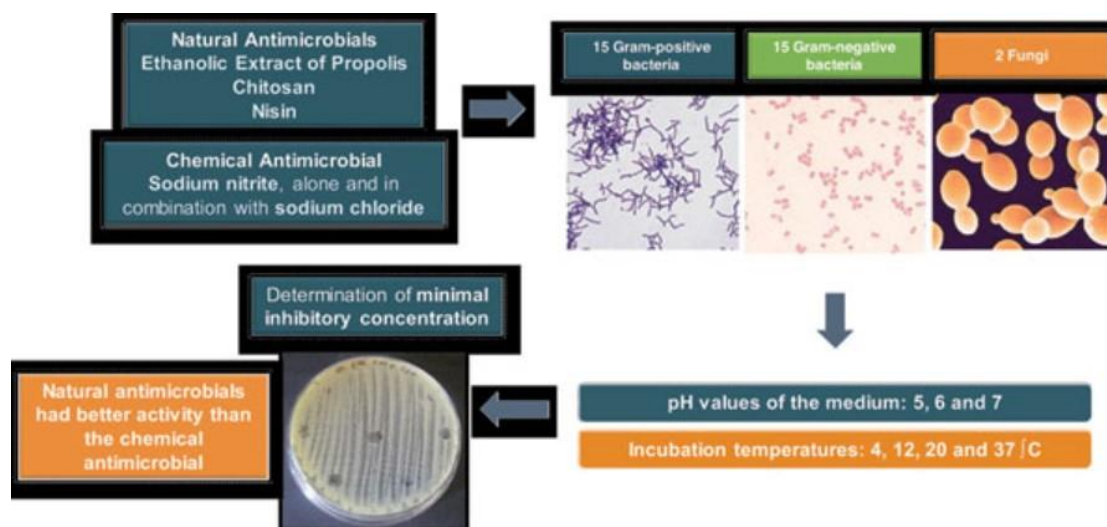 Natural Antimicrobials
Ethanolic Extract of Propolis
Chitosan
Nisin
Chemical Antimicrobial
Sodium nitrite, alone and in
combination with sodium chloride
15 Gram-positive
bacteria
15 Gram-negative
bacteria
2 Fungi
pH values of the medium: 5, 6 and 7
Incubation temperatures: 4, 12, 20 and 37 ∫C
Determination of minimal
inhibitory concentration
Natural antimicrobials
had better activity than
the chemical
antimicrobial